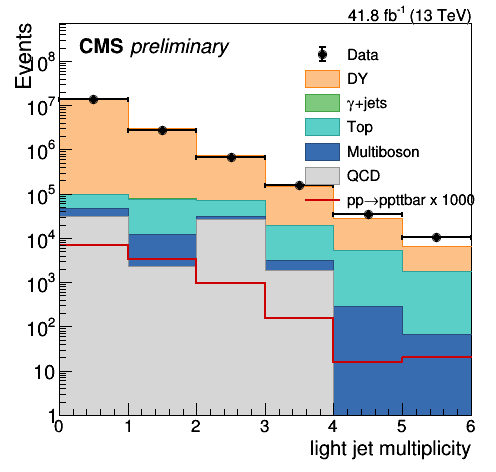 41.8 fb⁻¹ (13 TeV)
Events
CMS preliminary
Data
DY
γ+jets
Top
Multiboson
QCD
pp→ppttbar x 1000
10⁸
10⁷
10⁶
10⁵
10⁴
10³
10²
10
1
0 1 2 3 4 5 6
light jet multiplicity